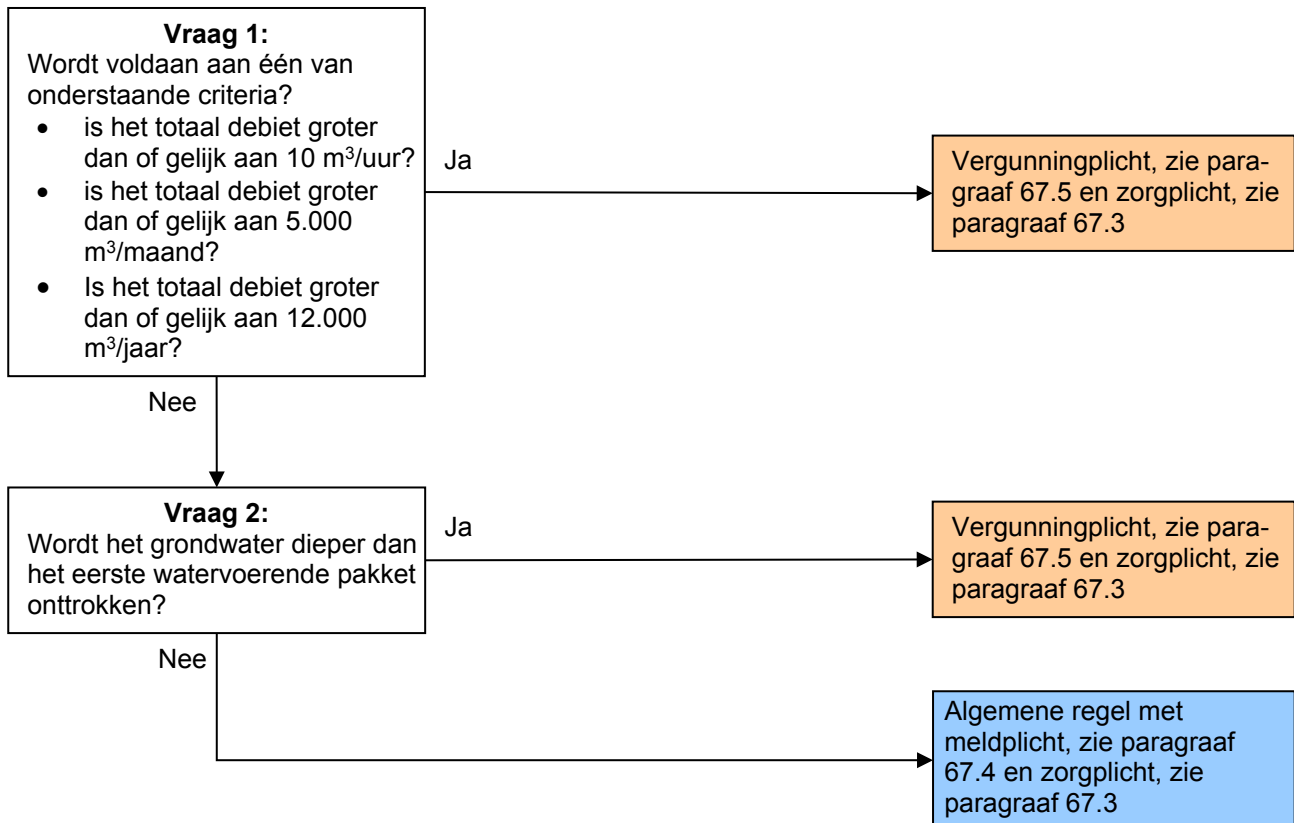 Vraag 1:
Wordt voldaan aan één van
onderstaande criteria?
• is het totaal debiet groter
dan of gelijk aan 10 m³/uur?
• is het totaal debiet groter
dan of gelijk aan 5.000
m³/maand?
• Is het totaal debiet groter
dan of gelijk aan 12.000
m³/jaar?
Ja
Vergunningplicht, zie para-
graaf 67.5 en zorgplicht, zie
paragraaf 67.3
Nee
Vraag 2:
Wordt het grondwater dieper dan
het eerste watervoerende pakket
onttrokken?
Ja
Vergunningplicht, zie para-
graaf 67.5 en zorgplicht, zie
paragraaf 67.3
Nee
Algemene regel met
meldplicht, zie paragraaf
67.4 en zorgplicht, zie
paragraaf 67.3